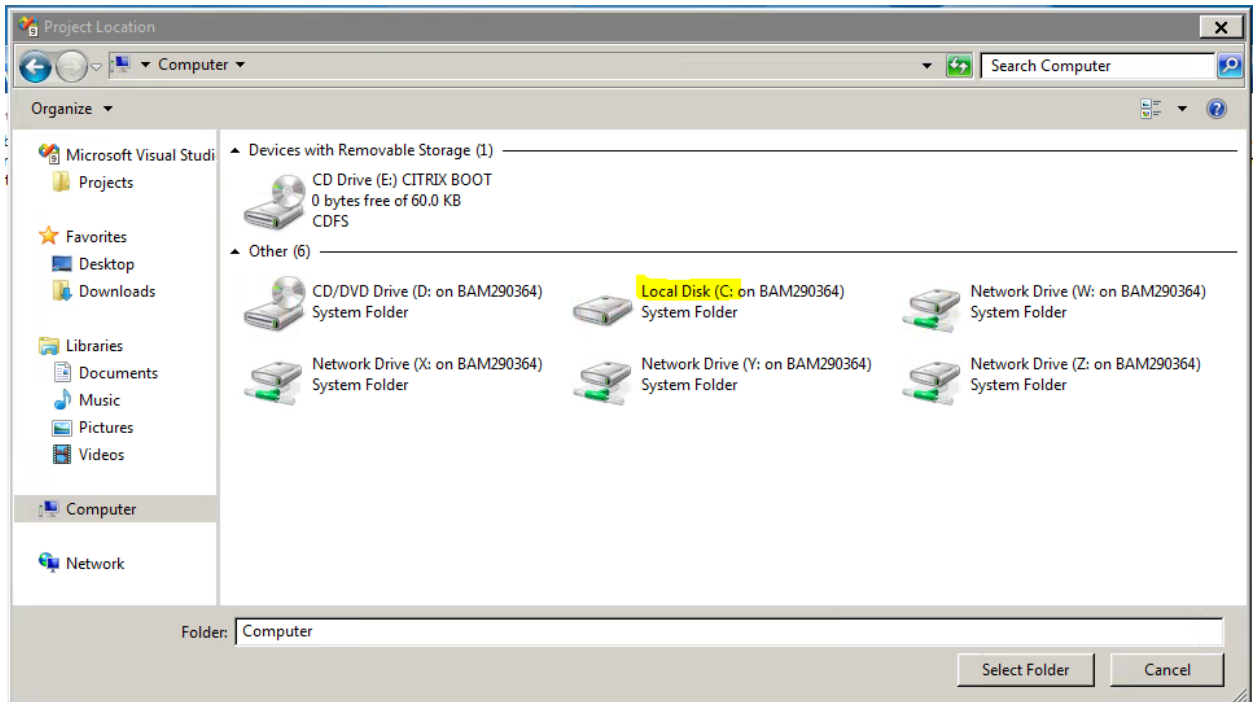 Project Location
Computer
Search Computer
Organize
Microsoft Visual Studi
Projects
Favorites
Desktop
Downloads
Libraries
Documents
Music
Pictures
Videos
Computer
Network
Devices with Removable Storage (1)
CD Drive (E:) CITRIX BOOT
0 bytes free of 60.0 KB
CDFS
Other (6)
CD/DVD Drive (D: on BAM290364)
System Folder
Local Disk (C: on BAM290364)
System Folder
Network Drive (W: on BAM290364)
System Folder
Network Drive (X: on BAM290364)
System Folder
Network Drive (Y: on BAM290364)
System Folder
Network Drive (Z: on BAM290364)
System Folder
Folder: Computer
Select Folder
Cancel